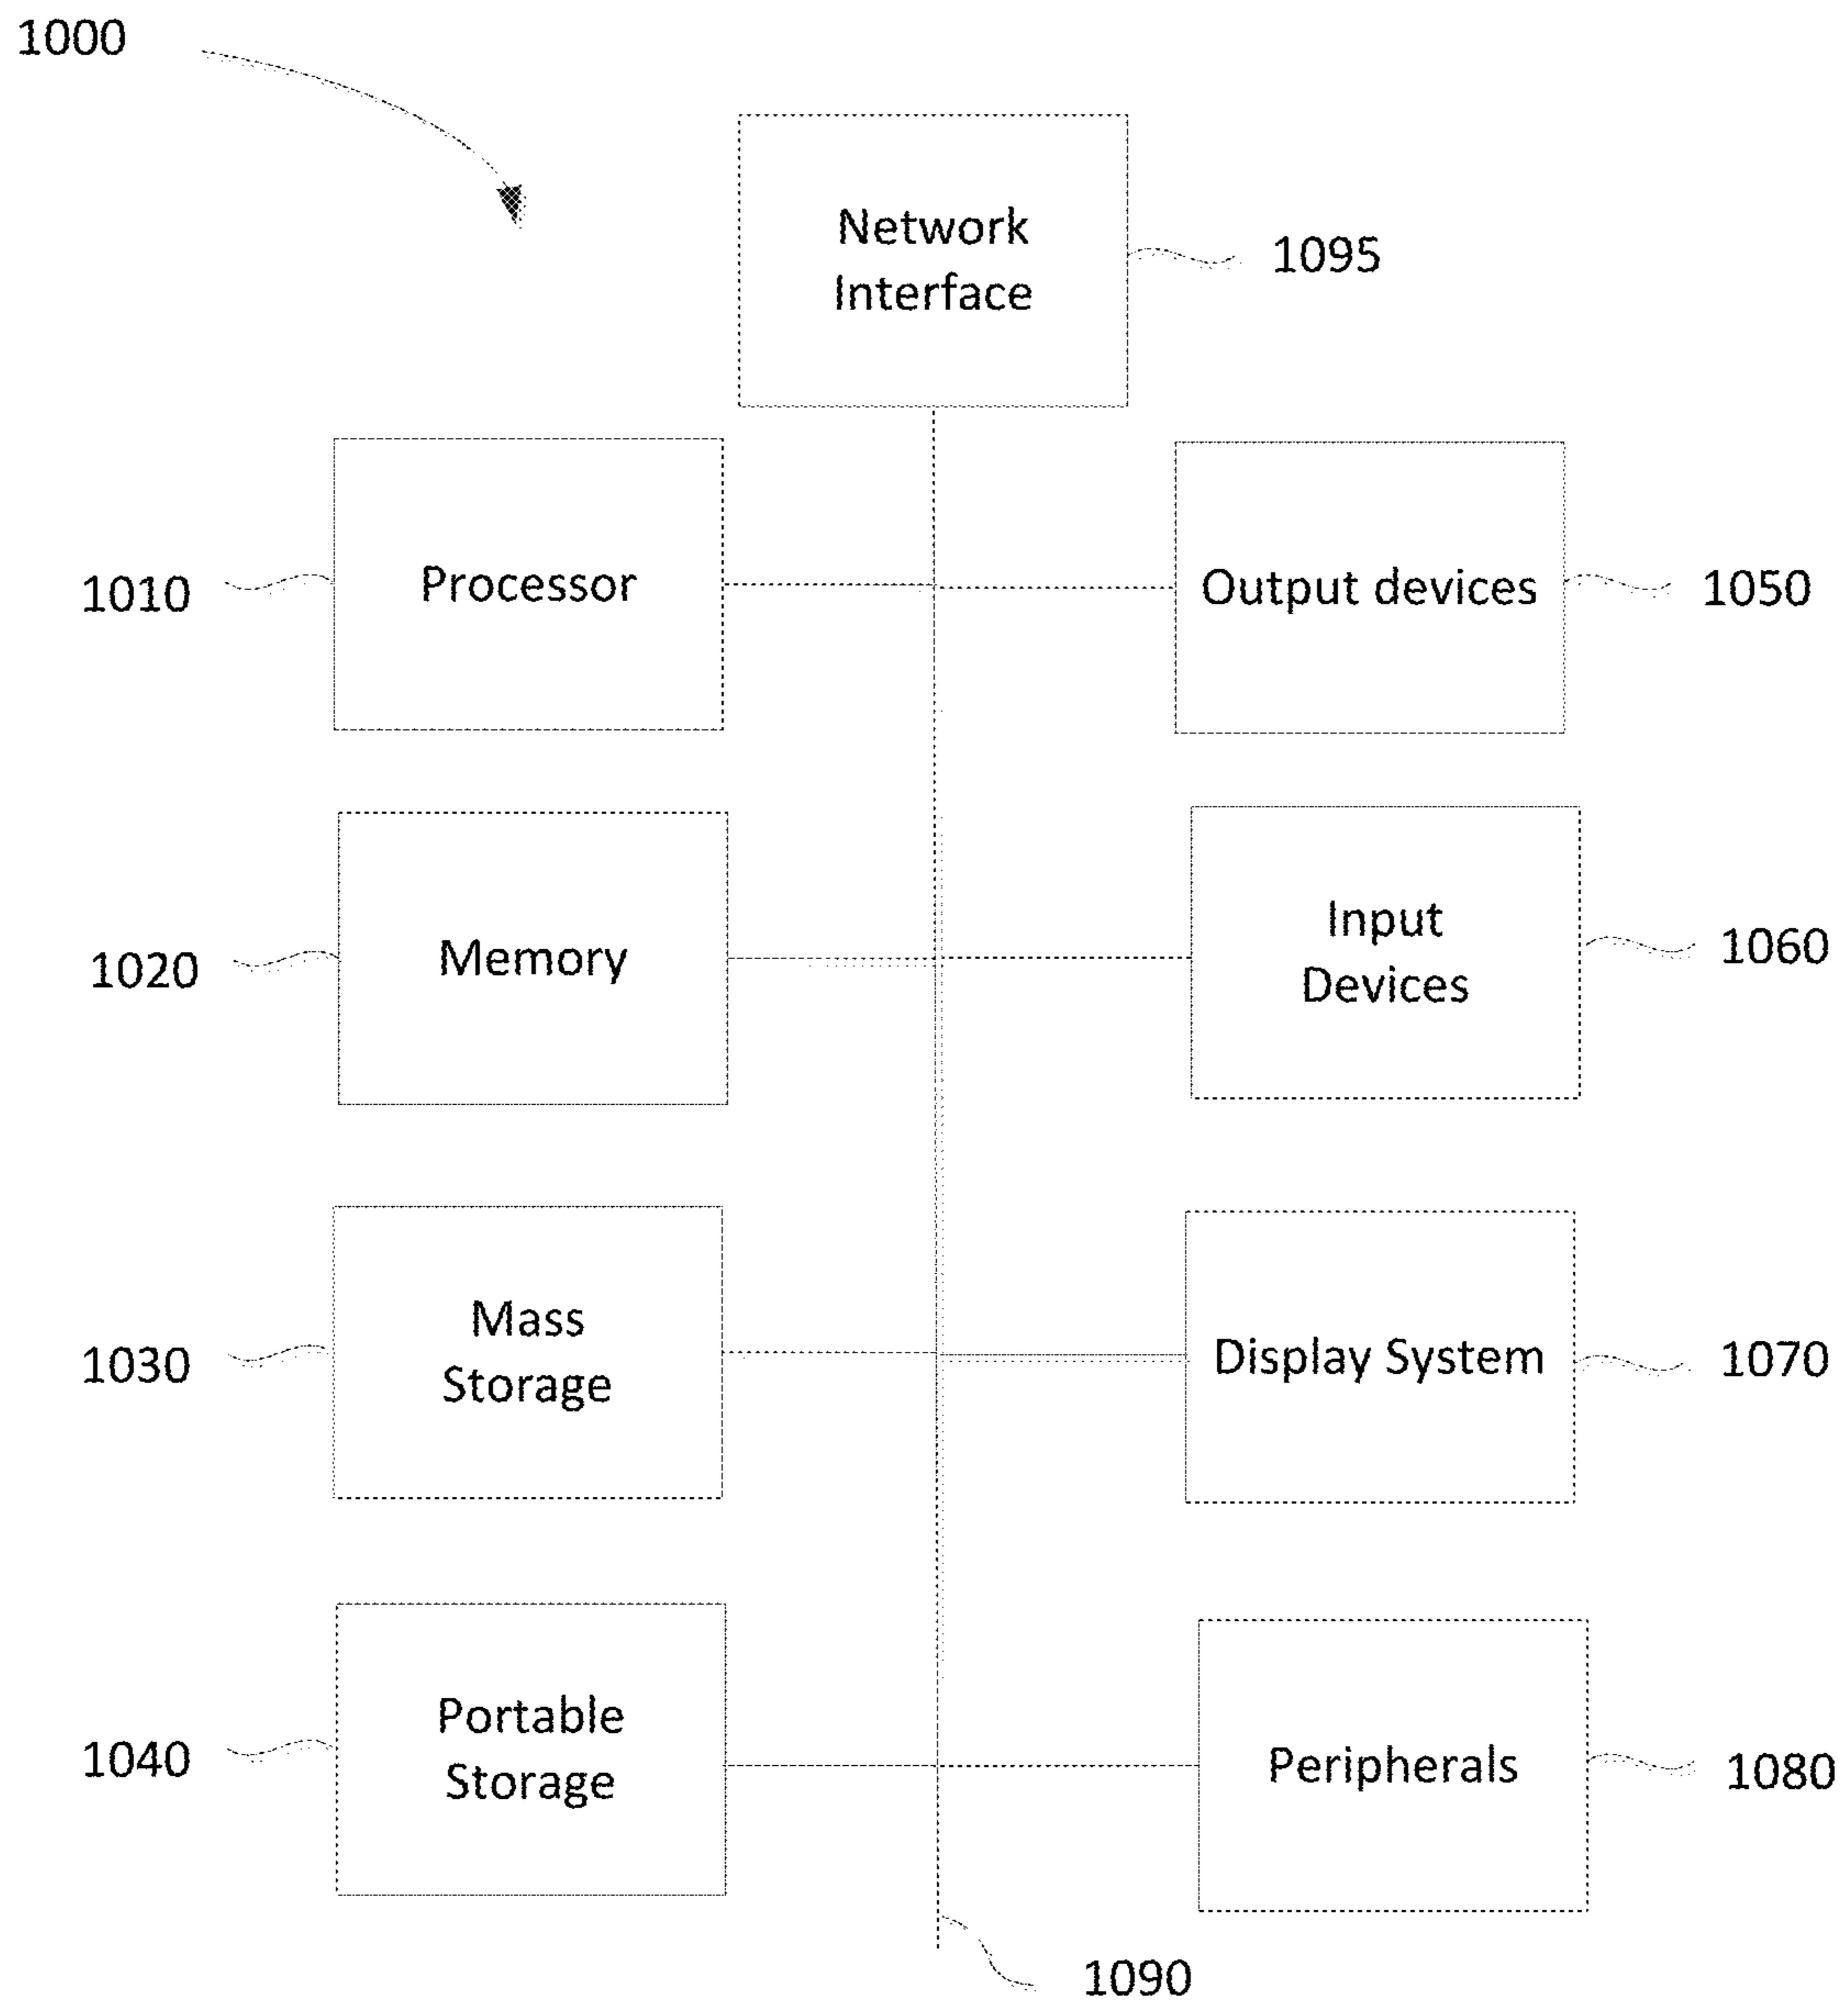 1000
Network
Interface
1095
1010
Processor
Output devices
1050
1020
Memory
Input
Devices
1060
1030
Mass
Storage
Display System
1070
1040
Portable
Storage
Peripherals
1080
1090